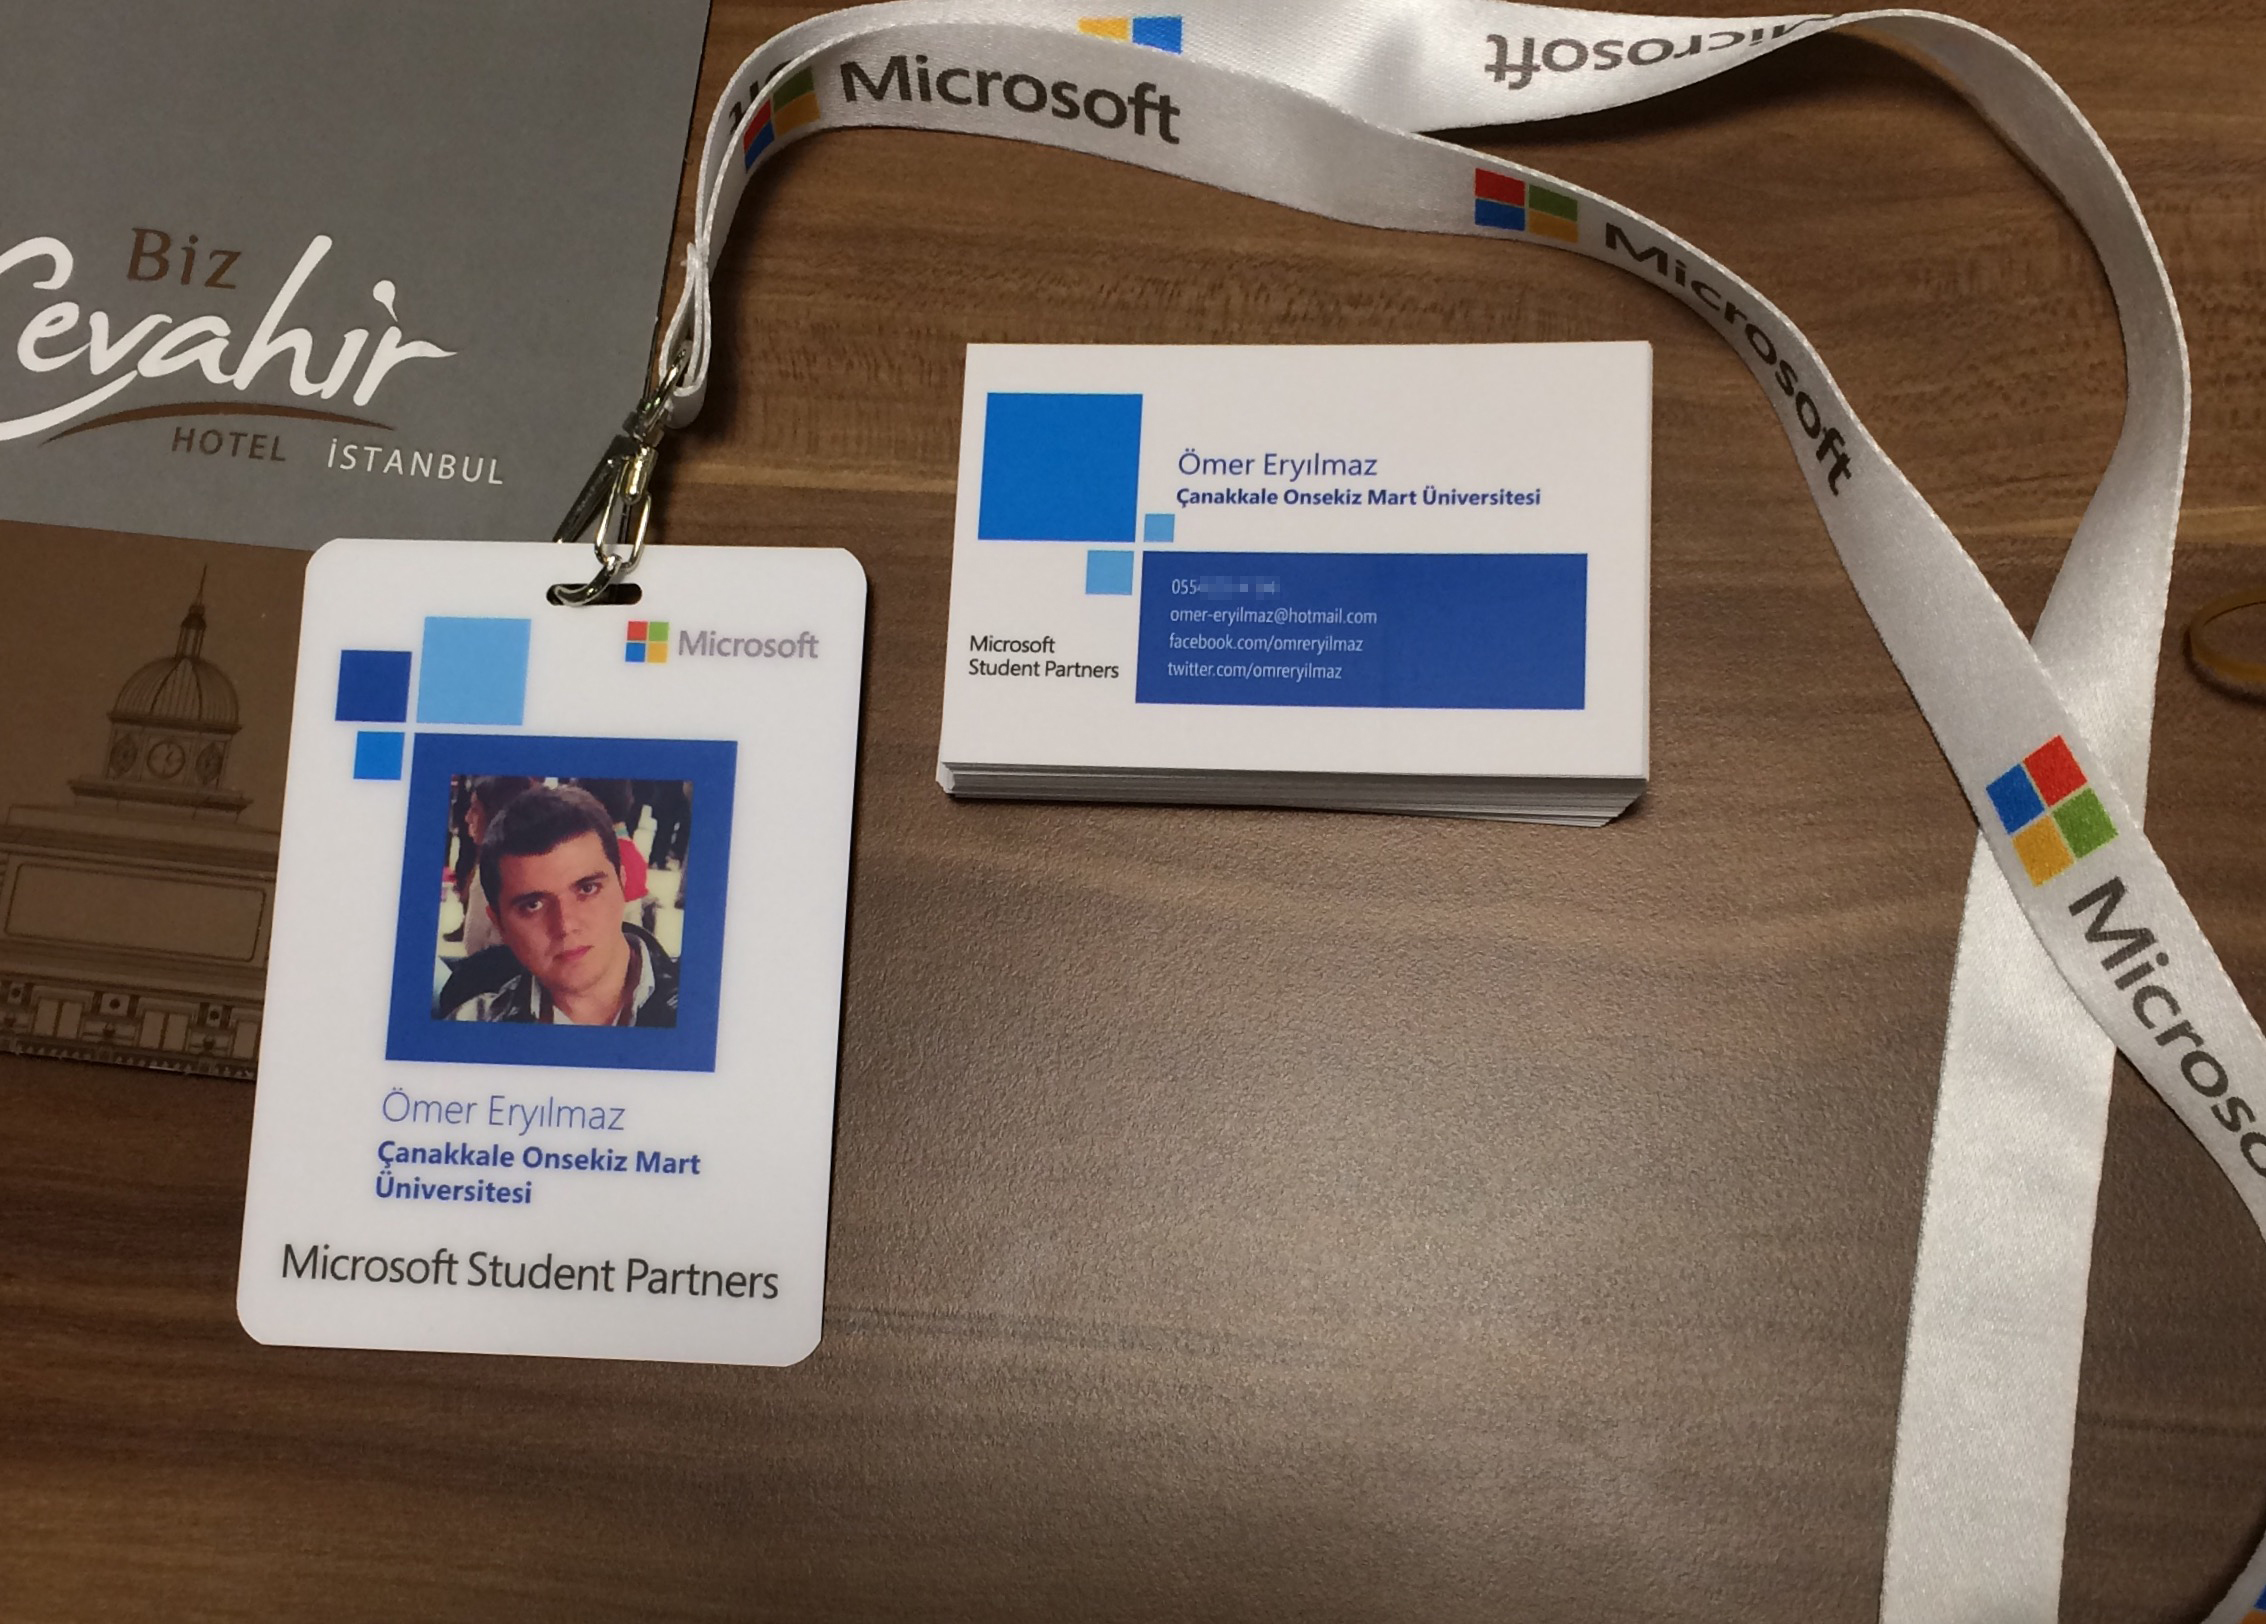 Biz
Cevahir
HOTEL İSTANBUL
Microsoft
Microsoft
Microsoft
Microsoft
Ömer Eryılmaz
Çanakkale Onsekiz Mart Üniversitesi
055
omer-eryilmaz@hotmail.com
facebook.com/omreryilmaz
twitter.com/omreryilmaz
Microsoft
Student Partners
Microsoft
Ömer Eryılmaz
Çanakkale Onsekiz Mart
Üniversitesi
Microsoft Student Partners